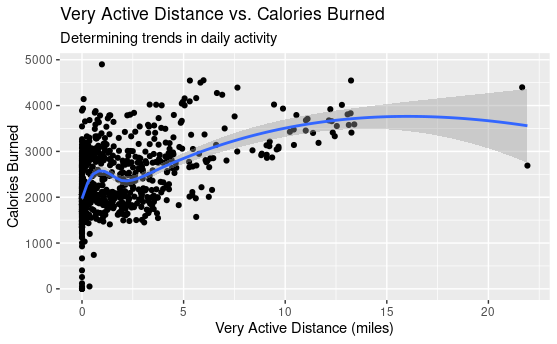 Very Active Distance vs. Calories Burned
Determining trends in daily activity
5000
4000
3000
2000
1000
0
Calories Burned
0 5 10 15 20
Very Active Distance (miles)